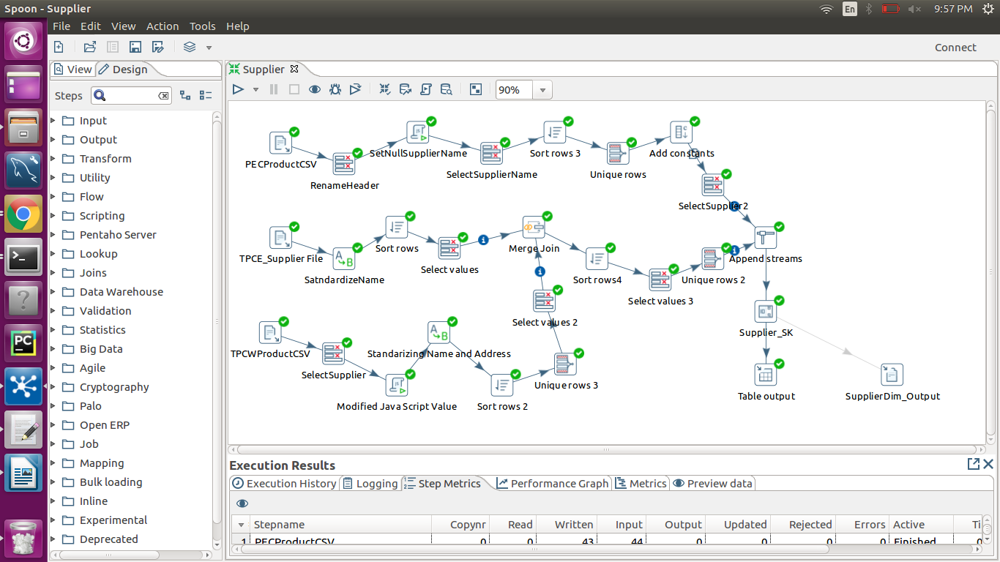 Spoon - Supplier
En
9:57 PM
File Edit View Action Tools Help
Connect
View Design
Supplier
Steps
90%
Input
Output
Transform
Utility
Flow
Scripting
Pentaho Server
Lookup
Joins
Data Warehouse
Validation
Statistics
Big Data
Agile
Cryptography
Palo
Open ERP
Job
Mapping
Bulk loading
Inline
Experimental
Deprecated
PECProductCSV
RenameHeader
SetNullSupplierName
SelectSupplierName
Sort rows 3
Unique rows
Add constants
SelectSupplier2
TPCE_Supplier File
SatndardizeName
Sort rows
Select values
Merge Join
Sort rows4
Select values 3
Unique rows 2
Append streams
Select values 2
TPCWProductCSV
SelectSupplier
Modified Java Script Value
Standarizing Name and Address
Sort rows 2
Unique rows 3
Supplier_SK
Table output
SupplierDim_Output
Execution Results
Execution History Logging Step Metrics Performance Graph Metrics Preview data
Stepname Copynr Read Written Input Output Updated Rejected Errors Active Ti
1 PECProductCSV 0 0 43 44 0 0 0 0 Finished 0
PC